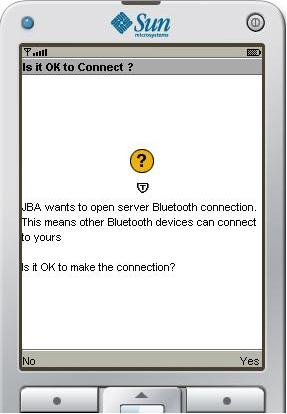 Sun
microsystems
Is it OK to Connect ?
?
JBA wants to open server Bluetooth connection.
This means other Bluetooth devices can connect
to yours
Is it OK to make the connection?
No Yes